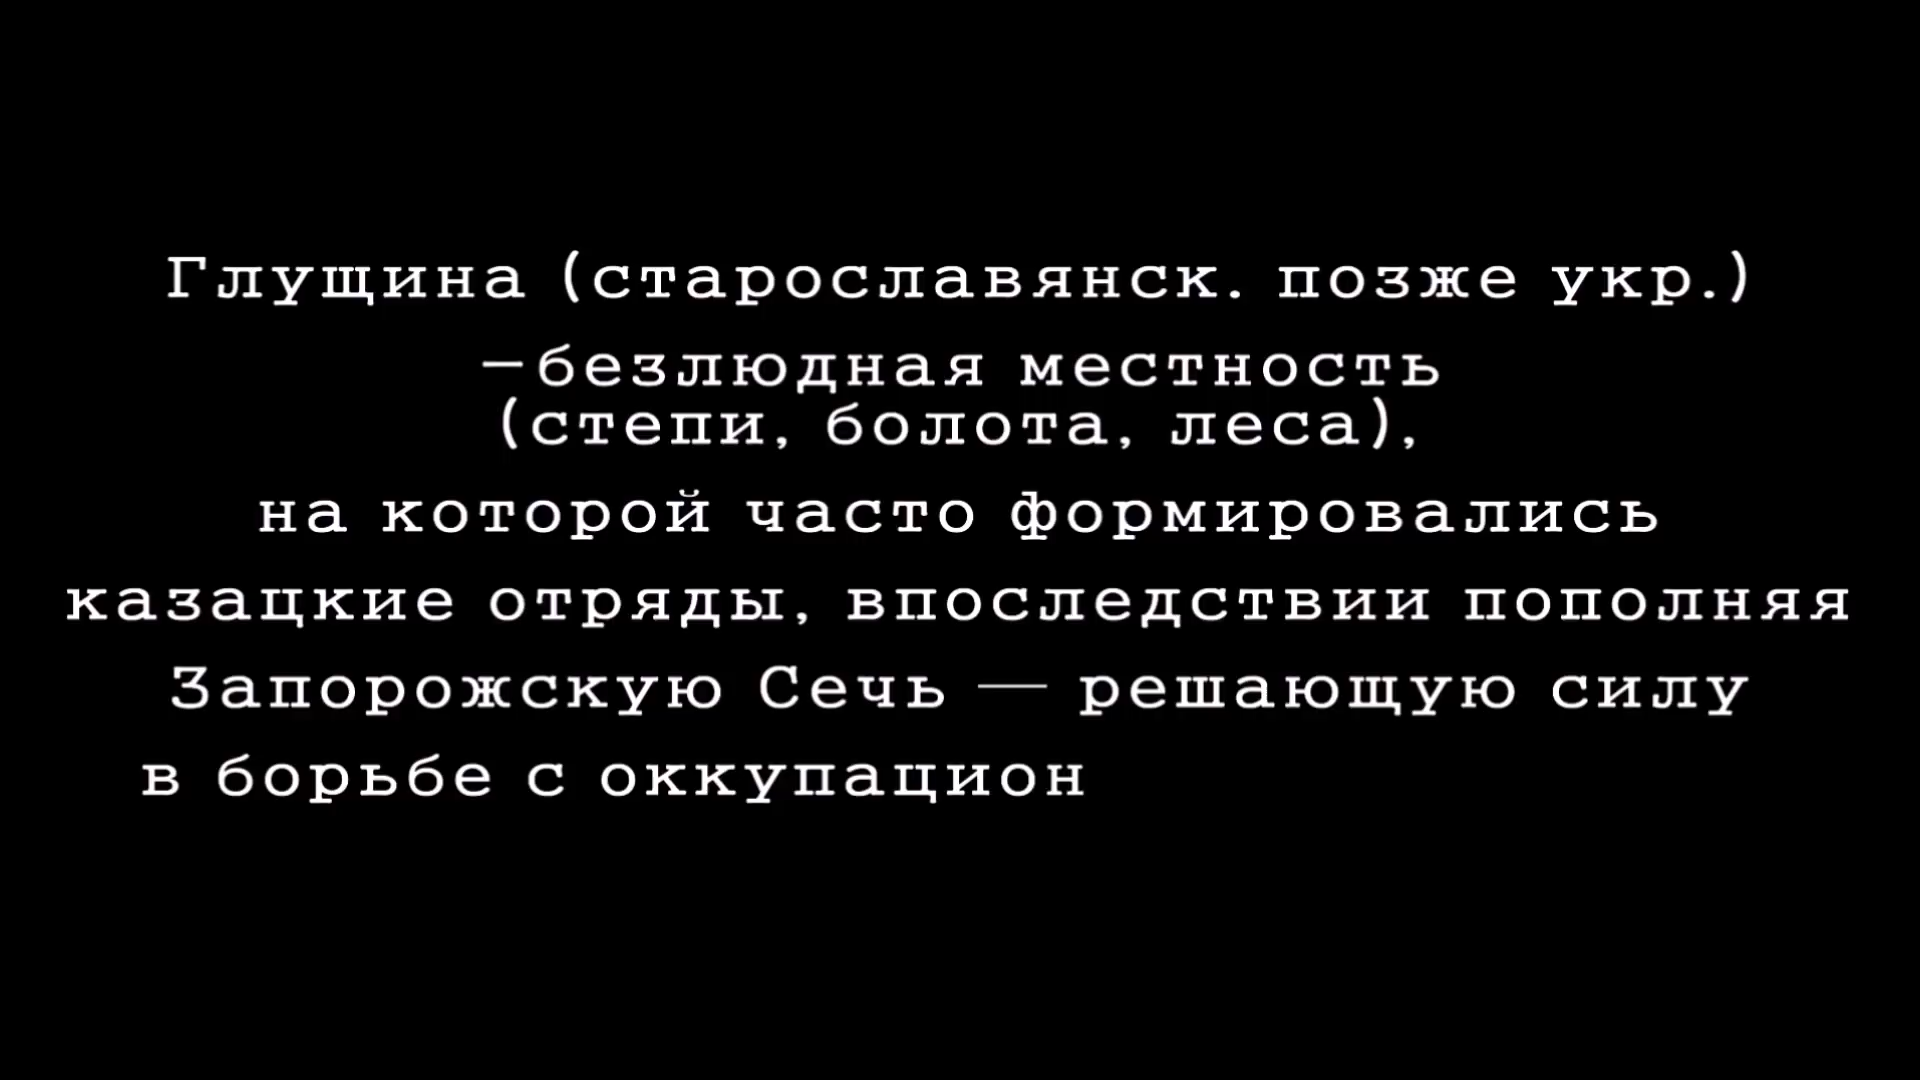 Глущина (старославянск. позже укр.)
—безлюдная местность
(степи, болота, леса),
на которой часто формировались
казацкие отряды, впоследствии пополняя
Запорожскую Сечь — решающую силу
в борьбе с оккупацион